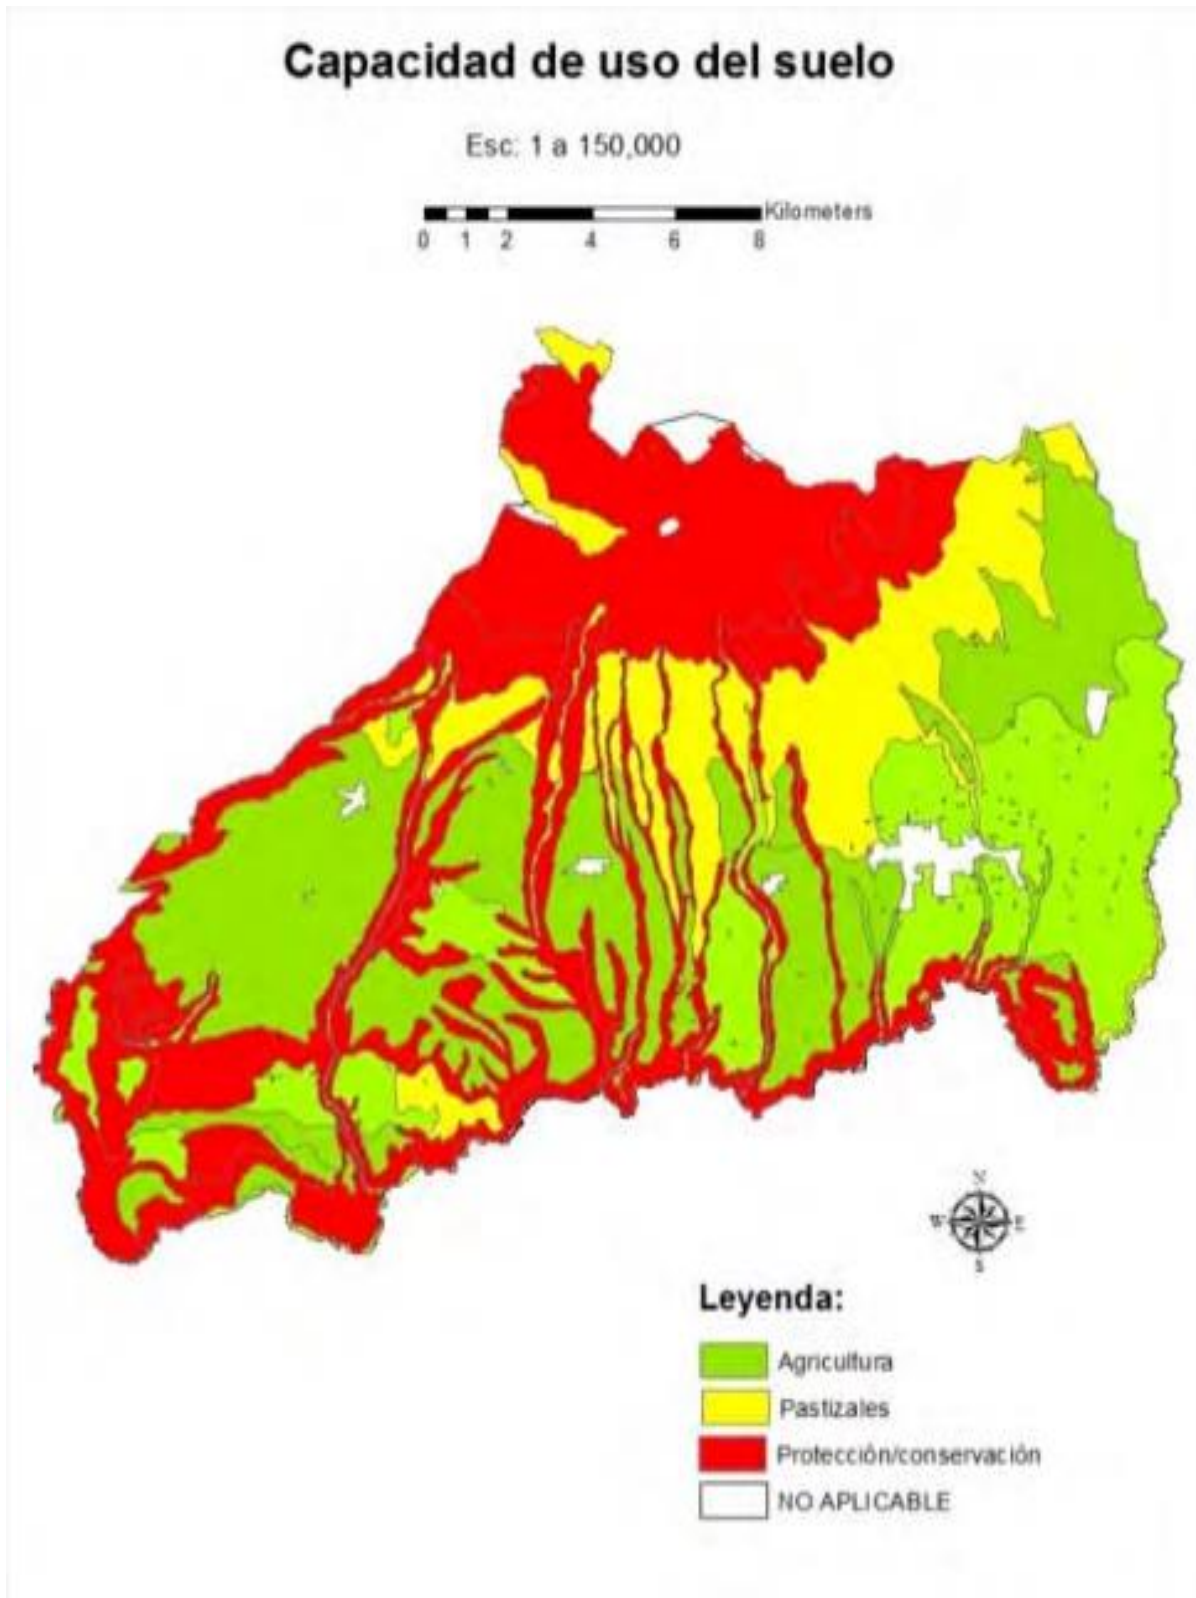 Capacidad de uso del suelo
Esc: 1 a 150,000
Kilometers
0 1 2 4 6 8
N
W E
S
Leyenda:
Agricultura
Pastizales
Protección/conservación
NO APLICABLE